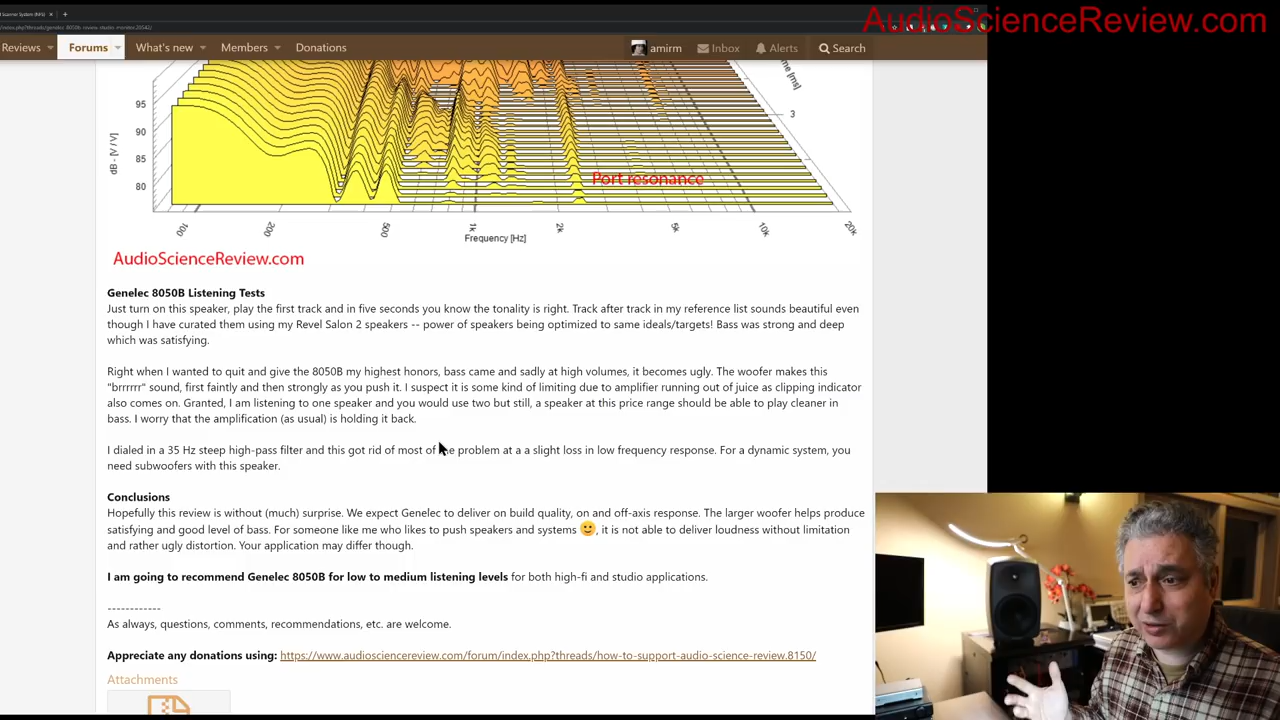 AudioScienceReview.com
Reviews Forums What's new Members Donations amirm Inbox Alerts Search
95
90
85
80
dB - [V / V]
3
Port resonance
100 200 500 1k 2k 5k 10k 20k
Frequency [Hz]
AudioScienceReview.com
Genelec 8050B Listening Tests
Just turn on this speaker, play the first track and in five seconds you know the tonality is right. Track after track in my reference list sounds beautiful even
though I have curated them using my Revel Salon 2 speakers -- power of speakers being optimized to same ideals/targets! Bass was strong and deep
which was satisfying.
Right when I wanted to quit and give the 8050B my highest honors, bass came and sadly at high volumes, it becomes ugly. The woofer makes this
"brrrrrr" sound, first faintly and then strongly as you push it. I suspect it is some kind of limiting due to amplifier running out of juice as clipping indicator
also comes on. Granted, I am listening to one speaker and you would use two but still, a speaker at this price range should be able to play cleaner in
bass. I worry that the amplification (as usual) is holding it back.
I dialed in a 35 Hz steep high-pass filter and this got rid of most of the problem at a a slight loss in low frequency response. For a dynamic system, you
need subwoofers with this speaker.
Conclusions
Hopefully this review is without (much) surprise. We expect Genelec to deliver on build quality, on and off-axis response. The larger woofer helps produce
satisfying and good level of bass. For someone like me who likes to push speakers and systems 🙂, it is not able to deliver loudness without limitation
and rather ugly distortion. Your application may differ though.
I am going to recommend Genelec 8050B for low to medium listening levels for both high-fi and studio applications.
------------
As always, questions, comments, recommendations, etc. are welcome.
Appreciate any donations using: https://www.audiosciencereview.com/forum/index.php?threads/how-to-support-audio-science-review.8150/
Attachments